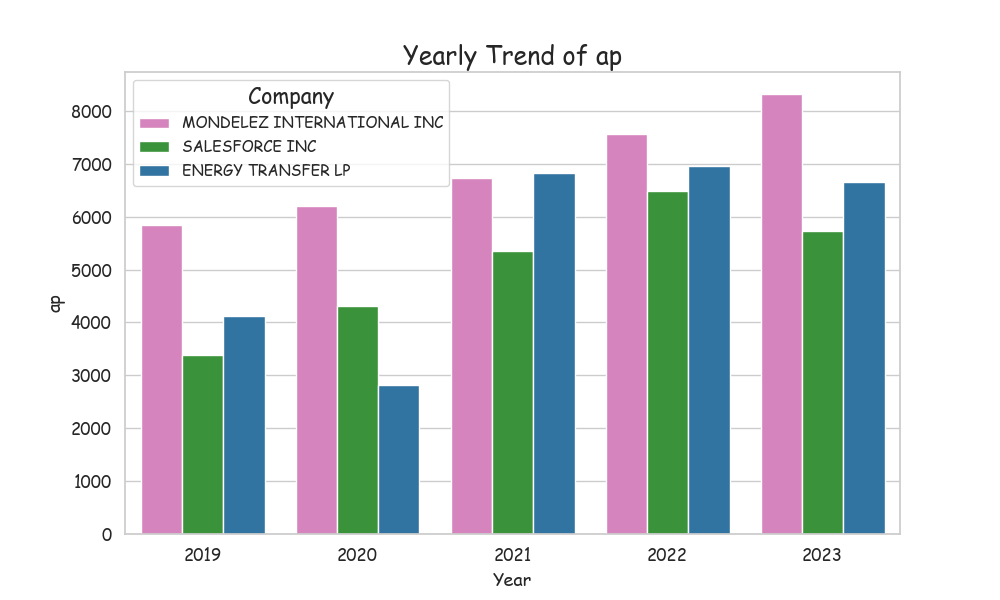 Yearly Trend of ap
Company
MONDELEZ INTERNATIONAL INC
SALESFORCE INC
ENERGY TRANSFER LP
8000
7000
6000
5000
4000
3000
2000
1000
0
ap
2019 2020 2021 2022 2023
Year